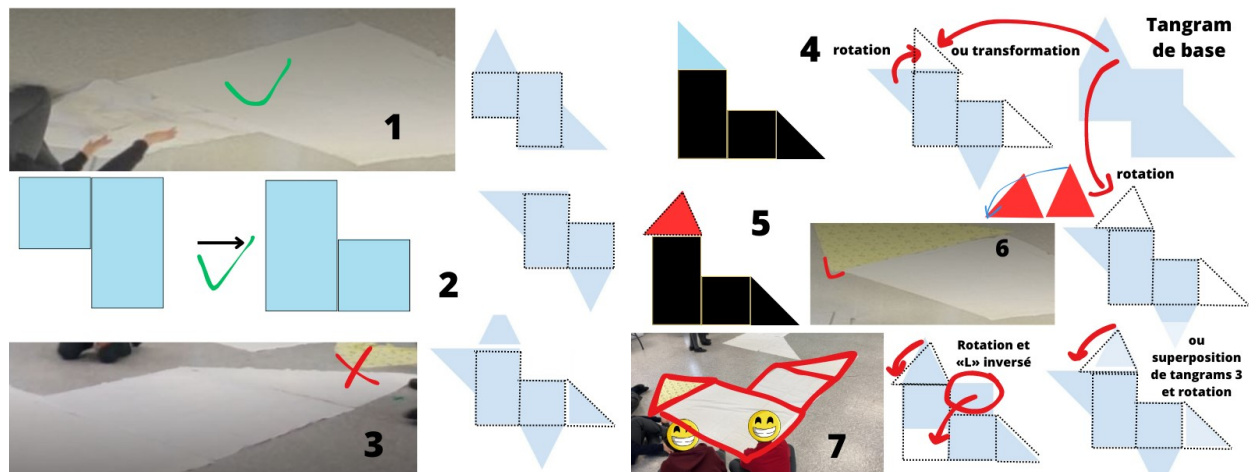 1
2
3
4
rotation
ou transformation
Tangram
de base
5
rotation
6
7
Rotation et
«L» inversé
ou
superposition
de tangrams 3
et rotation